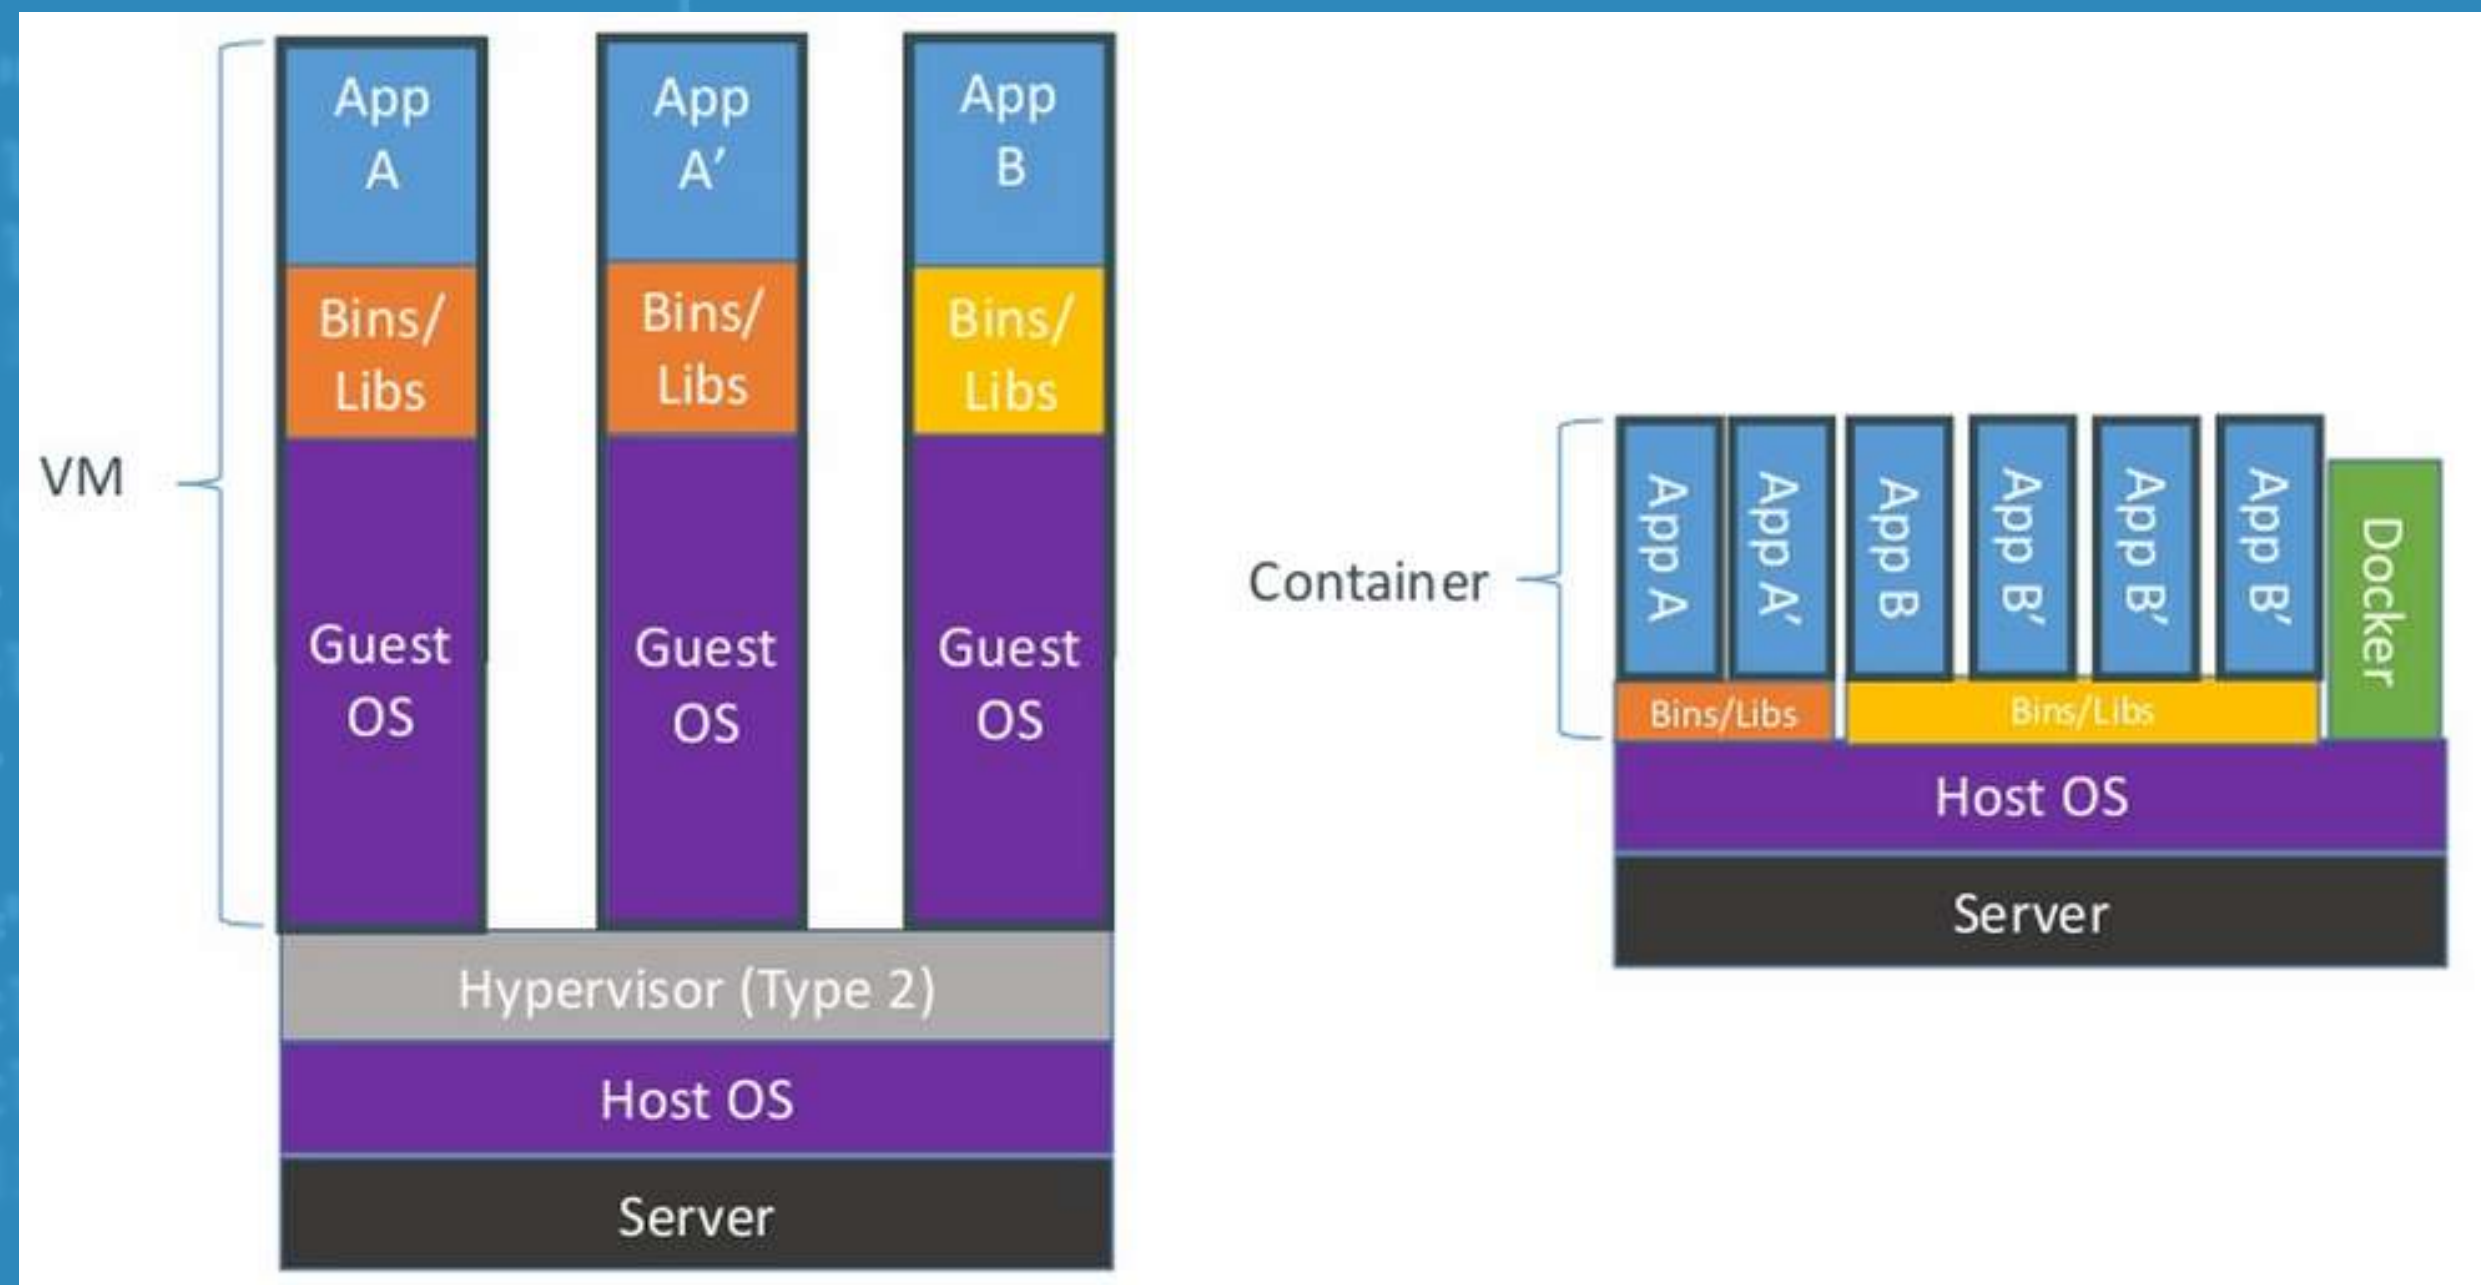 App
A
App
A’
App
B
Bins/
Libs
Bins/
Libs
Bins/
Libs
VM
Guest
OS
Guest
OS
Guest
OS
Hypervisor (Type 2)
Host OS
Server
Container
App A
App A’
App B
App B’
App B’
App B’
Docker
Bins/Libs
Bins/Libs
Host OS
Server